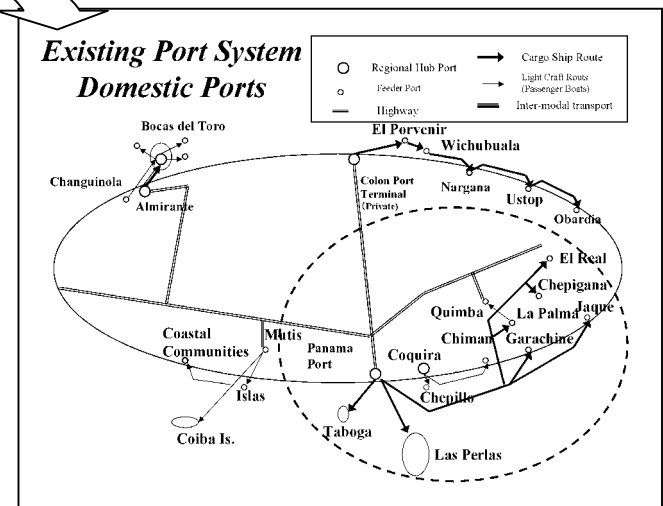 Existing Port System
Domestic Ports
Regional Hub Port
Feeder Port
Highway
Cargo Ship Route
Light Craft Routs
(Passenger Boats)
Inter-modal transport
Bocas del Toro
Changuinola
Almirante
El Porvenir
Wichubuala
Nargana
Ustop
Obardia
Colon Port
Terminal
(Private)
El Real
Chepigana
Jaque
Quimba
La Palma
Chiman
Garachine
Coastal
Communities
Mutis
Panama
Port
Coquira
Chepillo
Islas
Coiba Is.
Taboga
Las Perlas